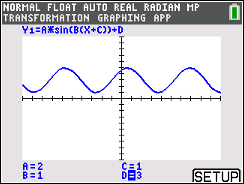 NORMAL FLOAT AUTO REAL RADIAN MP
TRANSFORMATION GRAPHING APP
Y1=A*sin(B(X+C))+D
A=2 C=1
B=1 D=3
SETUP